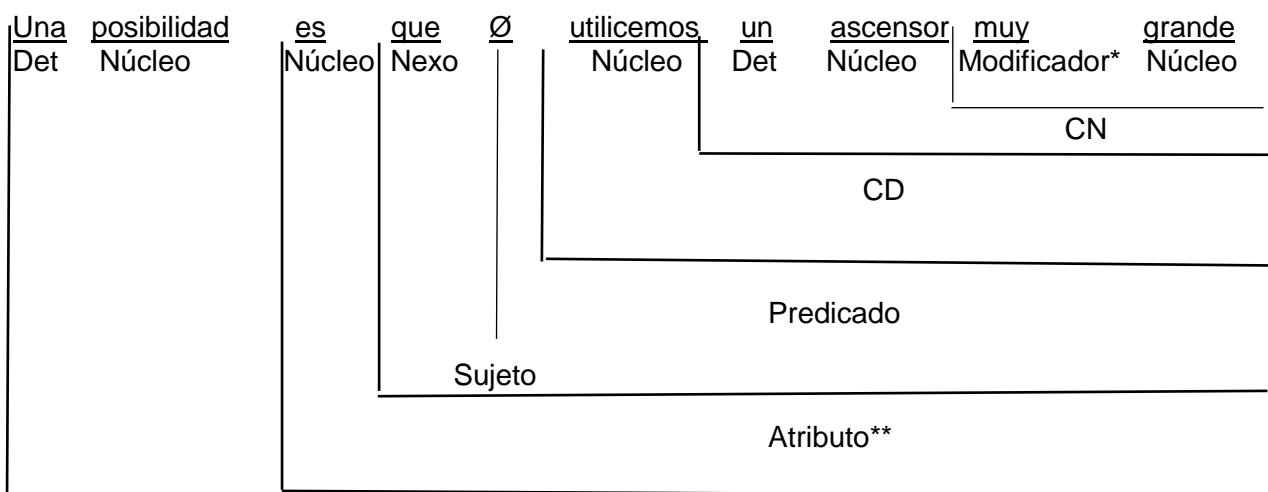 Una posibilidad es que Ø utilicemos un ascensor muy grande
Det Núcleo Núcleo Nexo Núcleo Det Núcleo Modificador* Núcleo
CN
CD
Predicado
Sujeto
Atributo**